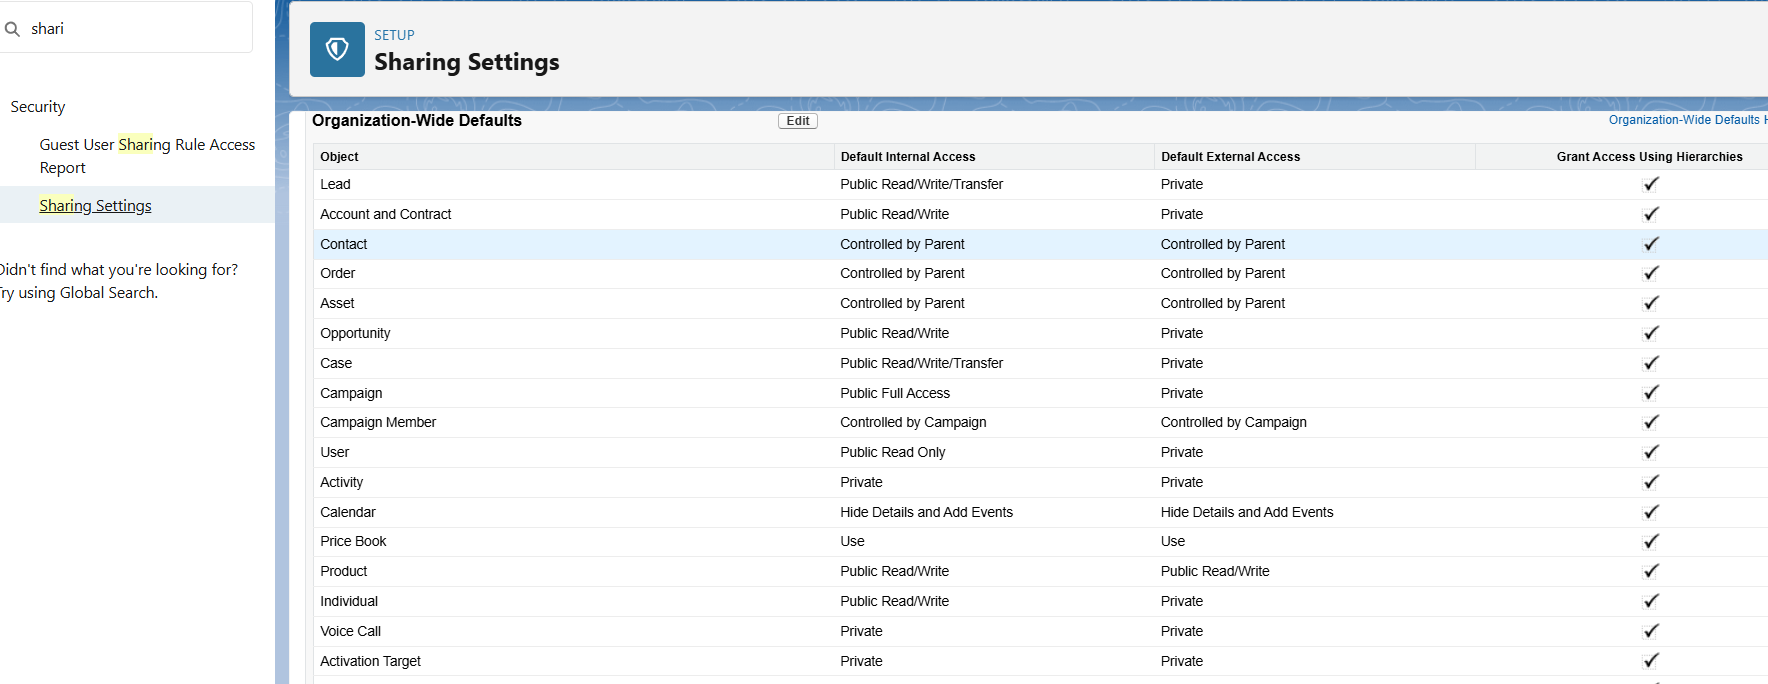 shari
Security
Guest User Sharing Rule Access
Report
Sharing Settings
Didn't find what you're looking for?
Try using Global Search.
SETUP
Sharing Settings
Organization-Wide Defaults Edit Organization-Wide Defaults H
Object Default Internal Access Default External Access Grant Access Using Hierarchies
Lead Public Read/Write/Transfer Private
Account and Contract Public Read/Write Private
Contact Controlled by Parent Controlled by Parent
Order Controlled by Parent Controlled by Parent
Asset Controlled by Parent Controlled by Parent
Opportunity Public Read/Write Private
Case Public Read/Write/Transfer Private
Campaign Public Full Access Private
Campaign Member Controlled by Campaign Controlled by Campaign
User Public Read Only Private
Activity Private Private
Calendar Hide Details and Add Events Hide Details and Add Events
Price Book Use Use
Product Public Read/Write Public Read/Write
Individual Public Read/Write Private
Voice Call Private Private
Activation Target Private Private